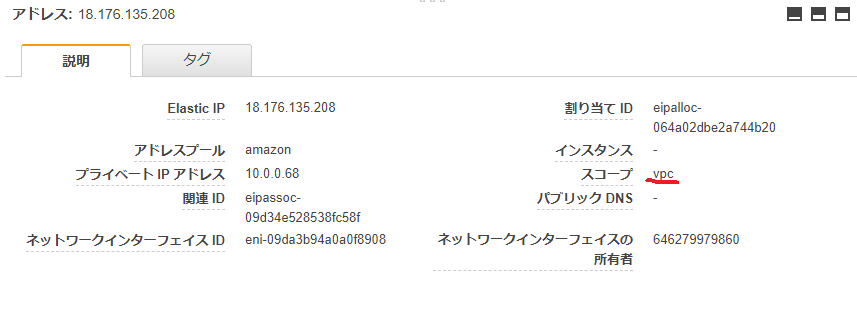 アドレス: 18.176.135.208
説明
タグ
Elastic IP 18.176.135.208
割り当て ID eipalloc-
064a02dbe2a744b20
アドレスプール amazon
インスタンス -
プライベート IP アドレス 10.0.0.68
スコープ vpc
関連 ID eipassoc-
09d34e528538fc58f
パブリック DNS -
ネットワークインターフェイス ID eni-09da3b94a0a0f8908
ネットワークインターフェイスの 646279979860
所有者